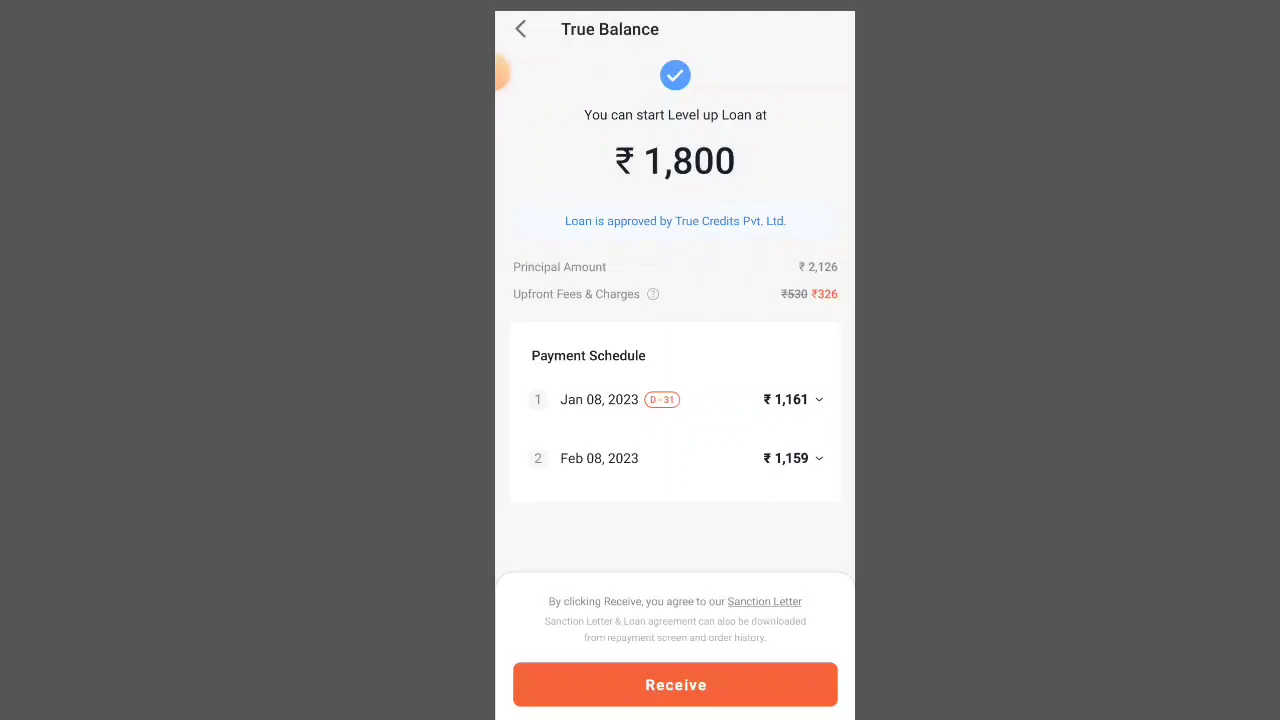 True Balance
You can start Level up Loan at
₹ 1,800
Loan is approved by True Credits Pvt. Ltd.
Principal Amount ₹ 2,126
Upfront Fees & Charges ? ₹530 ₹326
Payment Schedule
1 Jan 08, 2023 D-31 ₹ 1,161
2 Feb 08, 2023 ₹ 1,159
By clicking Receive, you agree to our Sanction Letter
Sanction Letter & Loan agreement can also be downloaded
from repayment screen and order history.
Receive